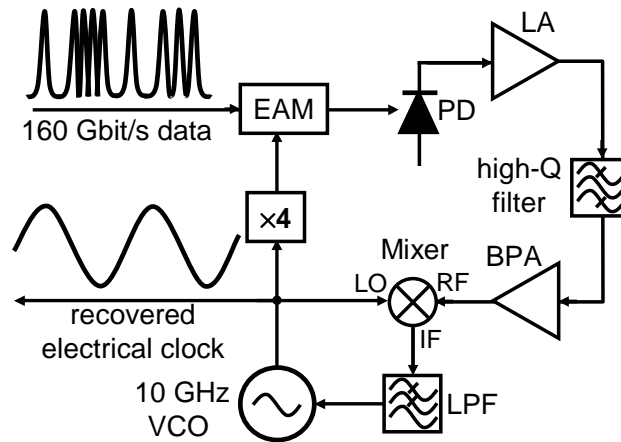 LA
EAM
PD
160 Gbit/s data
high-Q
filter
×4
Mixer
BPA
LO
RF
IF
recovered
electrical clock
10 GHz
VCO
LPF